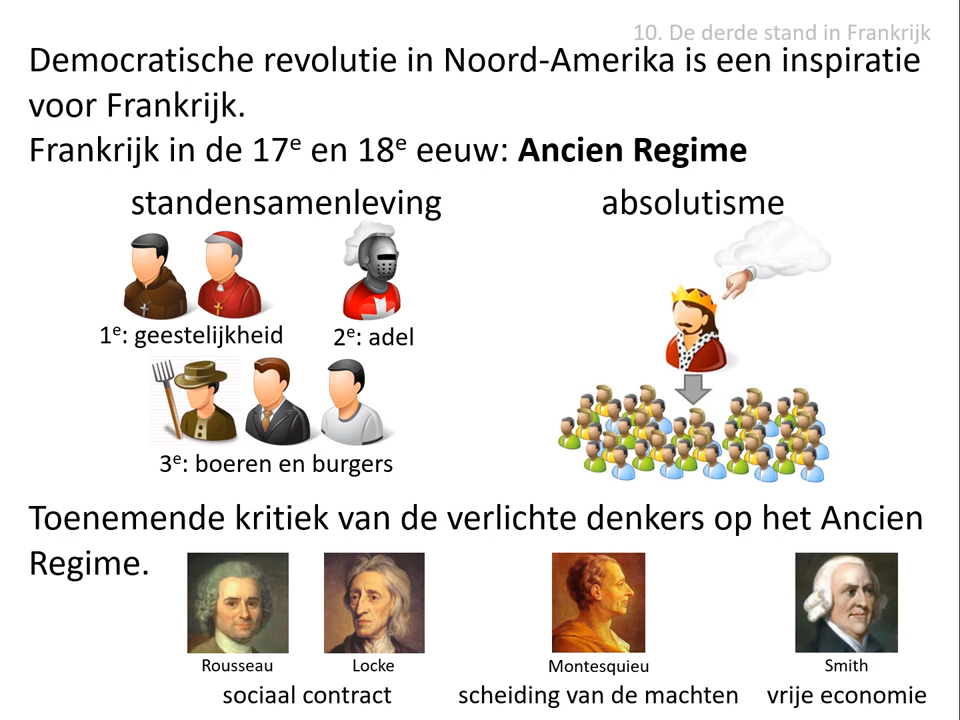 10. De derde stand in Frankrijk
Democratische revolutie in Noord-Amerika is een inspiratie
voor Frankrijk.
Frankrijk in de 17e en 18e eeuw: Ancien Regime
standensamenleving
absolutisme
1e: geestelijkheid
2e: adel
3e: boeren en burgers
Toenemende kritiek van de verlichte denkers op het Ancien
Regime.
Rousseau
Locke
Montesquieu
Smith
sociaal contract
scheiding van de machten
vrije economie